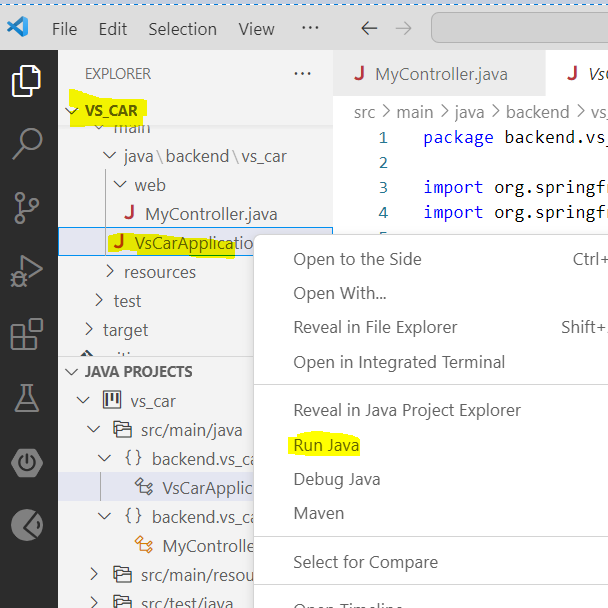 File Edit Selection View ···
EXPLORER ···
VS_CAR
main
java\backend\vs_car
web
J MyController.java
J VsCarApplicatio
resources
test
target
JAVA PROJECTS
vs_car
src/main/java
{} backend.vs_ca
VsCarApplic
{} backend.vs_ca
MyControlle
src/main/resou
src/test/java
J MyController.java
J VsC
src > main > java > backend > vs_
1 package backend.vs_
2
3 import org.springfr
4 import org.springfr
Open to the Side Ctrl+
Open With...
Reveal in File Explorer Shift+
Open in Integrated Terminal
Reveal in Java Project Explorer
Run Java
Debug Java
Maven
Select for Compare
Open Timeline